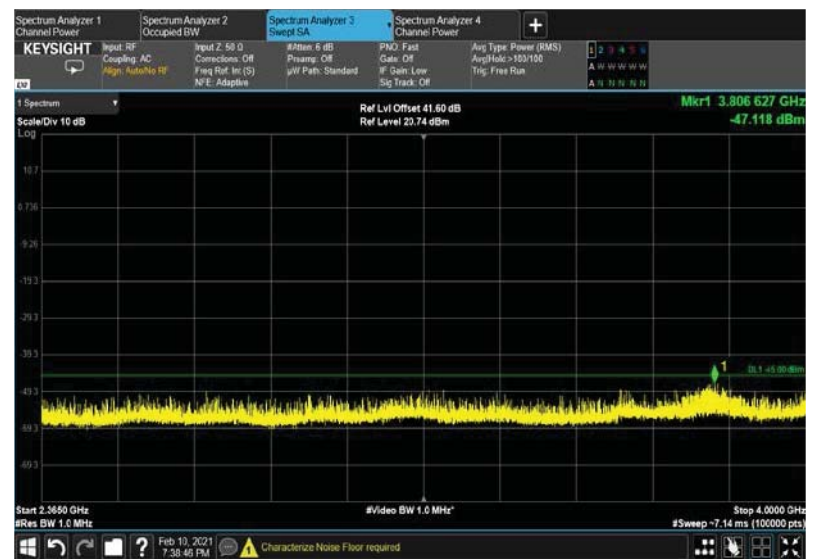 Spectrum Analyzer 1
Channel Power
Spectrum Analyzer 2
Occupied BW
Spectrum Analyzer 3
Swept SA
Spectrum Analyzer 4
Channel Power
+
KEYSIGHT
Input: RF
Coupling: AC
Align: Auto/No RF
Input Z: 50 Ω
Corrections: Off
Freq Ref: Int (S)
NFE: Adaptive
#Atten: 6 dB
Preamp: Off
µW Path: Standard
PNO: Fast
Gate: Off
IF Gain: Low
Sig Track: Off
Avg Type: Power (RMS)
Avg|Hold:>100/100
Trig: Free Run
1 2 3 4 5 6
A W W W W W
A N N N N N
1 Spectrum
Scale/Div 10 dB
Log
Ref Lvl Offset 41.60 dB
Ref Level 20.74 dBm
Mkr1 3.806 627 GHz
-47.118 dBm
10.7
0.736
-9.26
-19.3
-29.3
-39.3
1
DL1 -45.00 dBm
-49.3
-59.3
-69.3
Start 2.3650 GHz
#Res BW 1.0 MHz
#Video BW 1.0 MHz*
Stop 4.0000 GHz
#Sweep ~7.14 ms (100000 pts)
?
Feb 10, 2021
7:38:46 PM
Characterize Noise Floor required